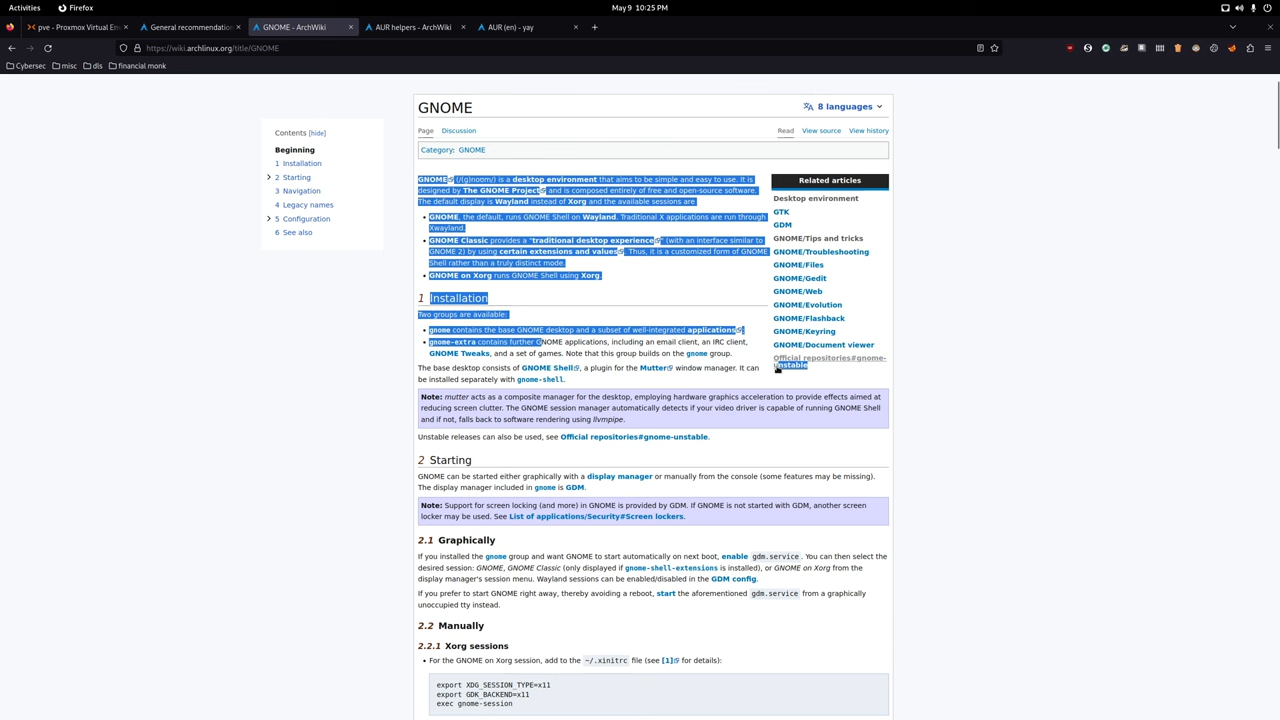 Activities
Firefox
May 9 10:25 PM
pve - Proxmox Virtual En
General recommendation
GNOME - ArchWiki
AUR helpers - ArchWiki
AUR (en) - yay
https://wiki.archlinux.org/title/GNOME
Cybersec
misc
dls
financial monk
Contents [hide]
Beginning
1 Installation
2 Starting
3 Navigation
4 Legacy names
5 Configuration
6 See also
GNOME
8 languages
Page
Discussion
Read
View source
View history
Category: GNOME
GNOME (/(ɡ)noʊm/) is a desktop environment that aims to be simple and easy to use. It is
designed by The GNOME Project and is composed entirely of free and open-source software.
The default display is Wayland instead of Xorg and the available sessions are
• GNOME, the default, runs GNOME Shell on Wayland. Traditional X applications are run through
Xwayland.
• GNOME Classic provides a "traditional desktop experience" (with an interface similar to
GNOME 2) by using certain extensions and values. Thus, it is a customized form of GNOME
Shell rather than a truly distinct mode.
• GNOME on Xorg runs GNOME Shell using Xorg
1 Installation
Two groups are available:
• gnome contains the base GNOME desktop and a subset of well-integrated applications;
• gnome-extra contains further GNOME applications, including an email client, an IRC client,
GNOME Tweaks, and a set of games. Note that this group builds on the gnome group.
The base desktop consists of GNOME Shell, a plugin for the Mutter window manager. It can
be installed separately with gnome-shell.
Related articles
Desktop environment
GTK
GDM
GNOME/Tips and tricks
GNOME/Troubleshooting
GNOME/Files
GNOME/Gedit
GNOME/Web
GNOME/Evolution
GNOME/Flashback
GNOME/Keyring
GNOME/Document viewer
Official repositories#gnome-
unstable
Note: mutter acts as a composite manager for the desktop, employing hardware graphics acceleration to provide effects aimed at
reducing screen clutter. The GNOME session manager automatically detects if your video driver is capable of running GNOME Shell
and if not, falls back to software rendering using llvmpipe.
Unstable releases can also be used, see Official repositories#gnome-unstable.
2 Starting
GNOME can be started either graphically with a display manager or manually from the console (some features may be missing).
The display manager included in gnome is GDM.
Note: Support for screen locking (and more) in GNOME is provided by GDM. If GNOME is not started with GDM, another screen
locker may be used. See List of applications/Security#Screen lockers.
2.1 Graphically
If you installed the gnome group and want GNOME to start automatically on next boot, enable gdm.service. You can then select the
desired session: GNOME, GNOME Classic (only displayed if gnome-shell-extensions is installed), or GNOME on Xorg from the
display manager's session menu. Wayland sessions can be enabled/disabled in the GDM config.
If you prefer to start GNOME right away, thereby avoiding a reboot, start the aforementioned gdm.service from a graphically
unoccupied tty instead.
2.2 Manually
2.2.1 Xorg sessions
• For the GNOME on Xorg session, add to the ~/.xinitrc file (see [1] for details):
export XDG_SESSION_TYPE=x11
export GDK_BACKEND=x11
exec gnome-session